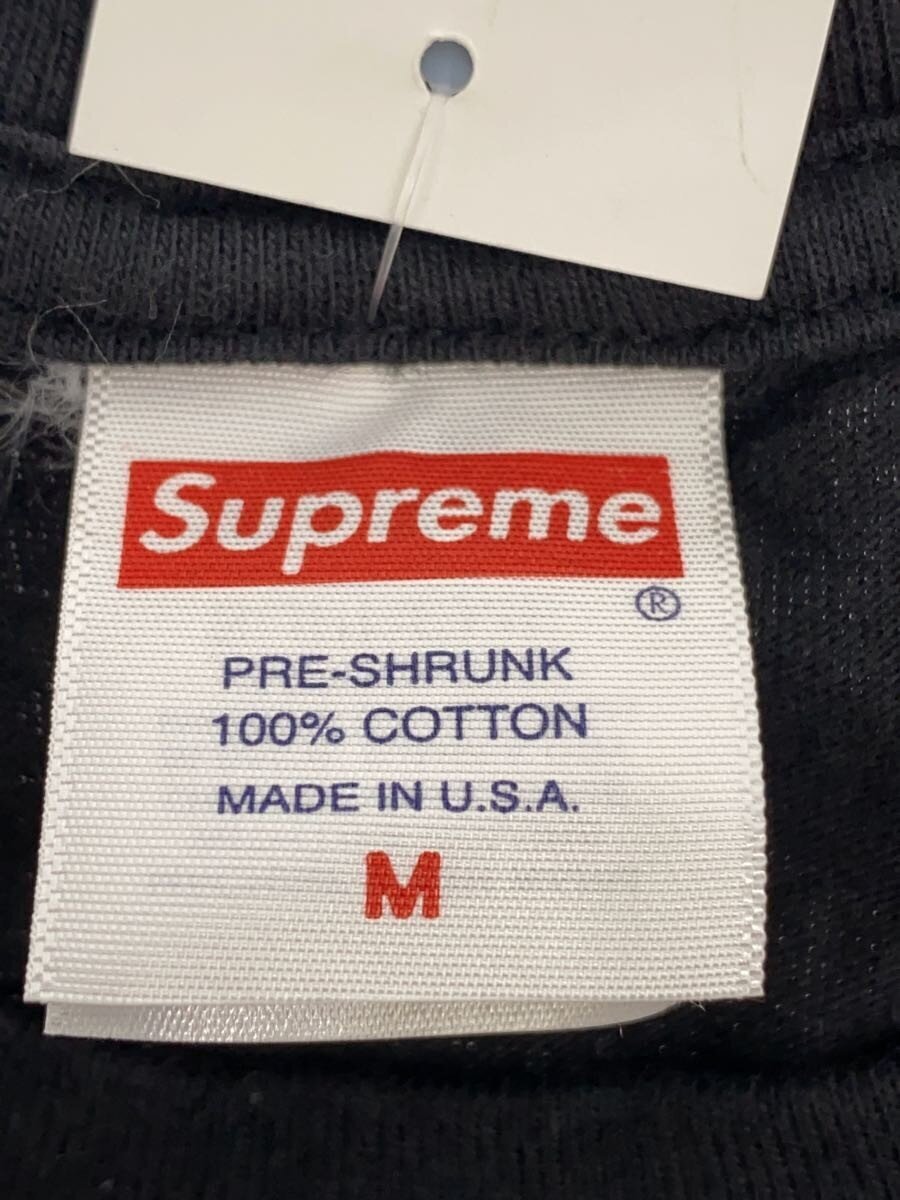 Supreme
®
PRE-SHRUNK
100% COTTON
MADE IN U.S.A.
M